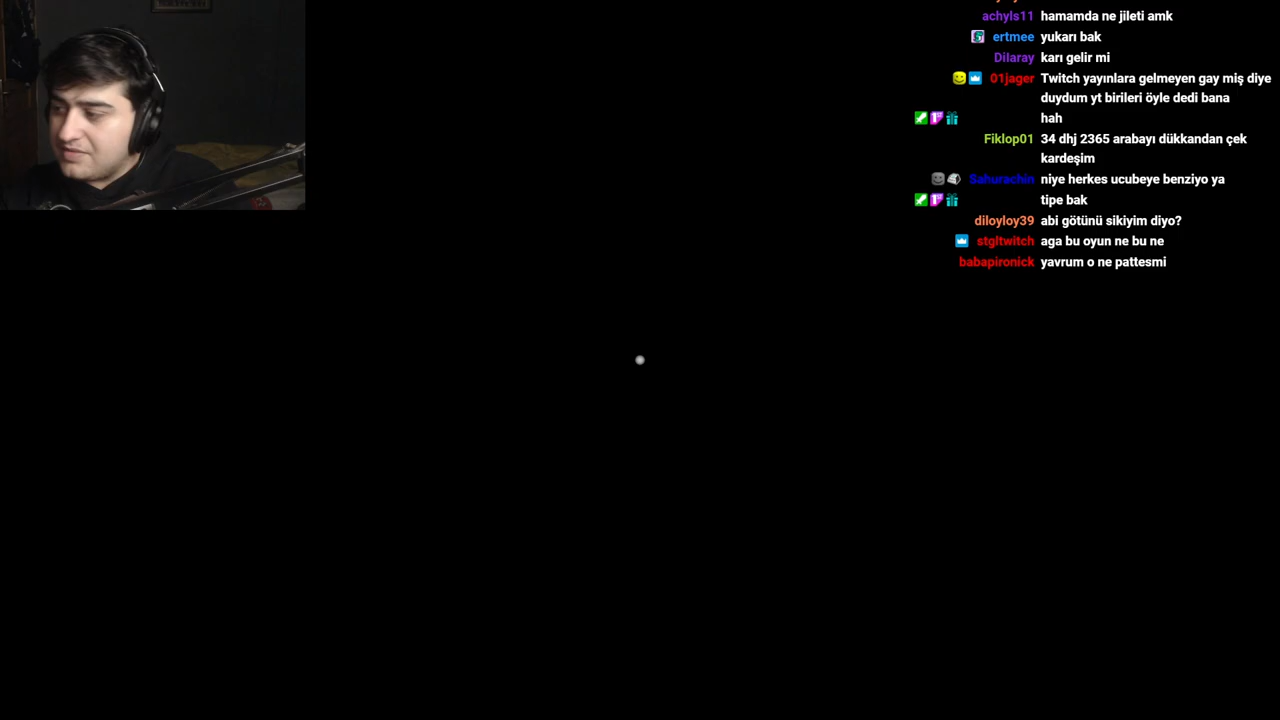 achyls11 hamamda ne jileti amk
ertmee yukarı bak
Dilaray karı gelir mi
01jager Twitch yayınlara gelmeyen gay miş diye
duydum yt birileri öyle dedi bana
hah
Fiklop01 34 dhj 2365 arabayı dükkandan çek
kardeşim
Sahurachin niye herkes ucubeye benziyo ya
tipe bak
diloyloy39 abi götünü sikiyim diyo?
stgltwitch aga bu oyun ne bu ne
babapironick yavrum o ne pattesmi